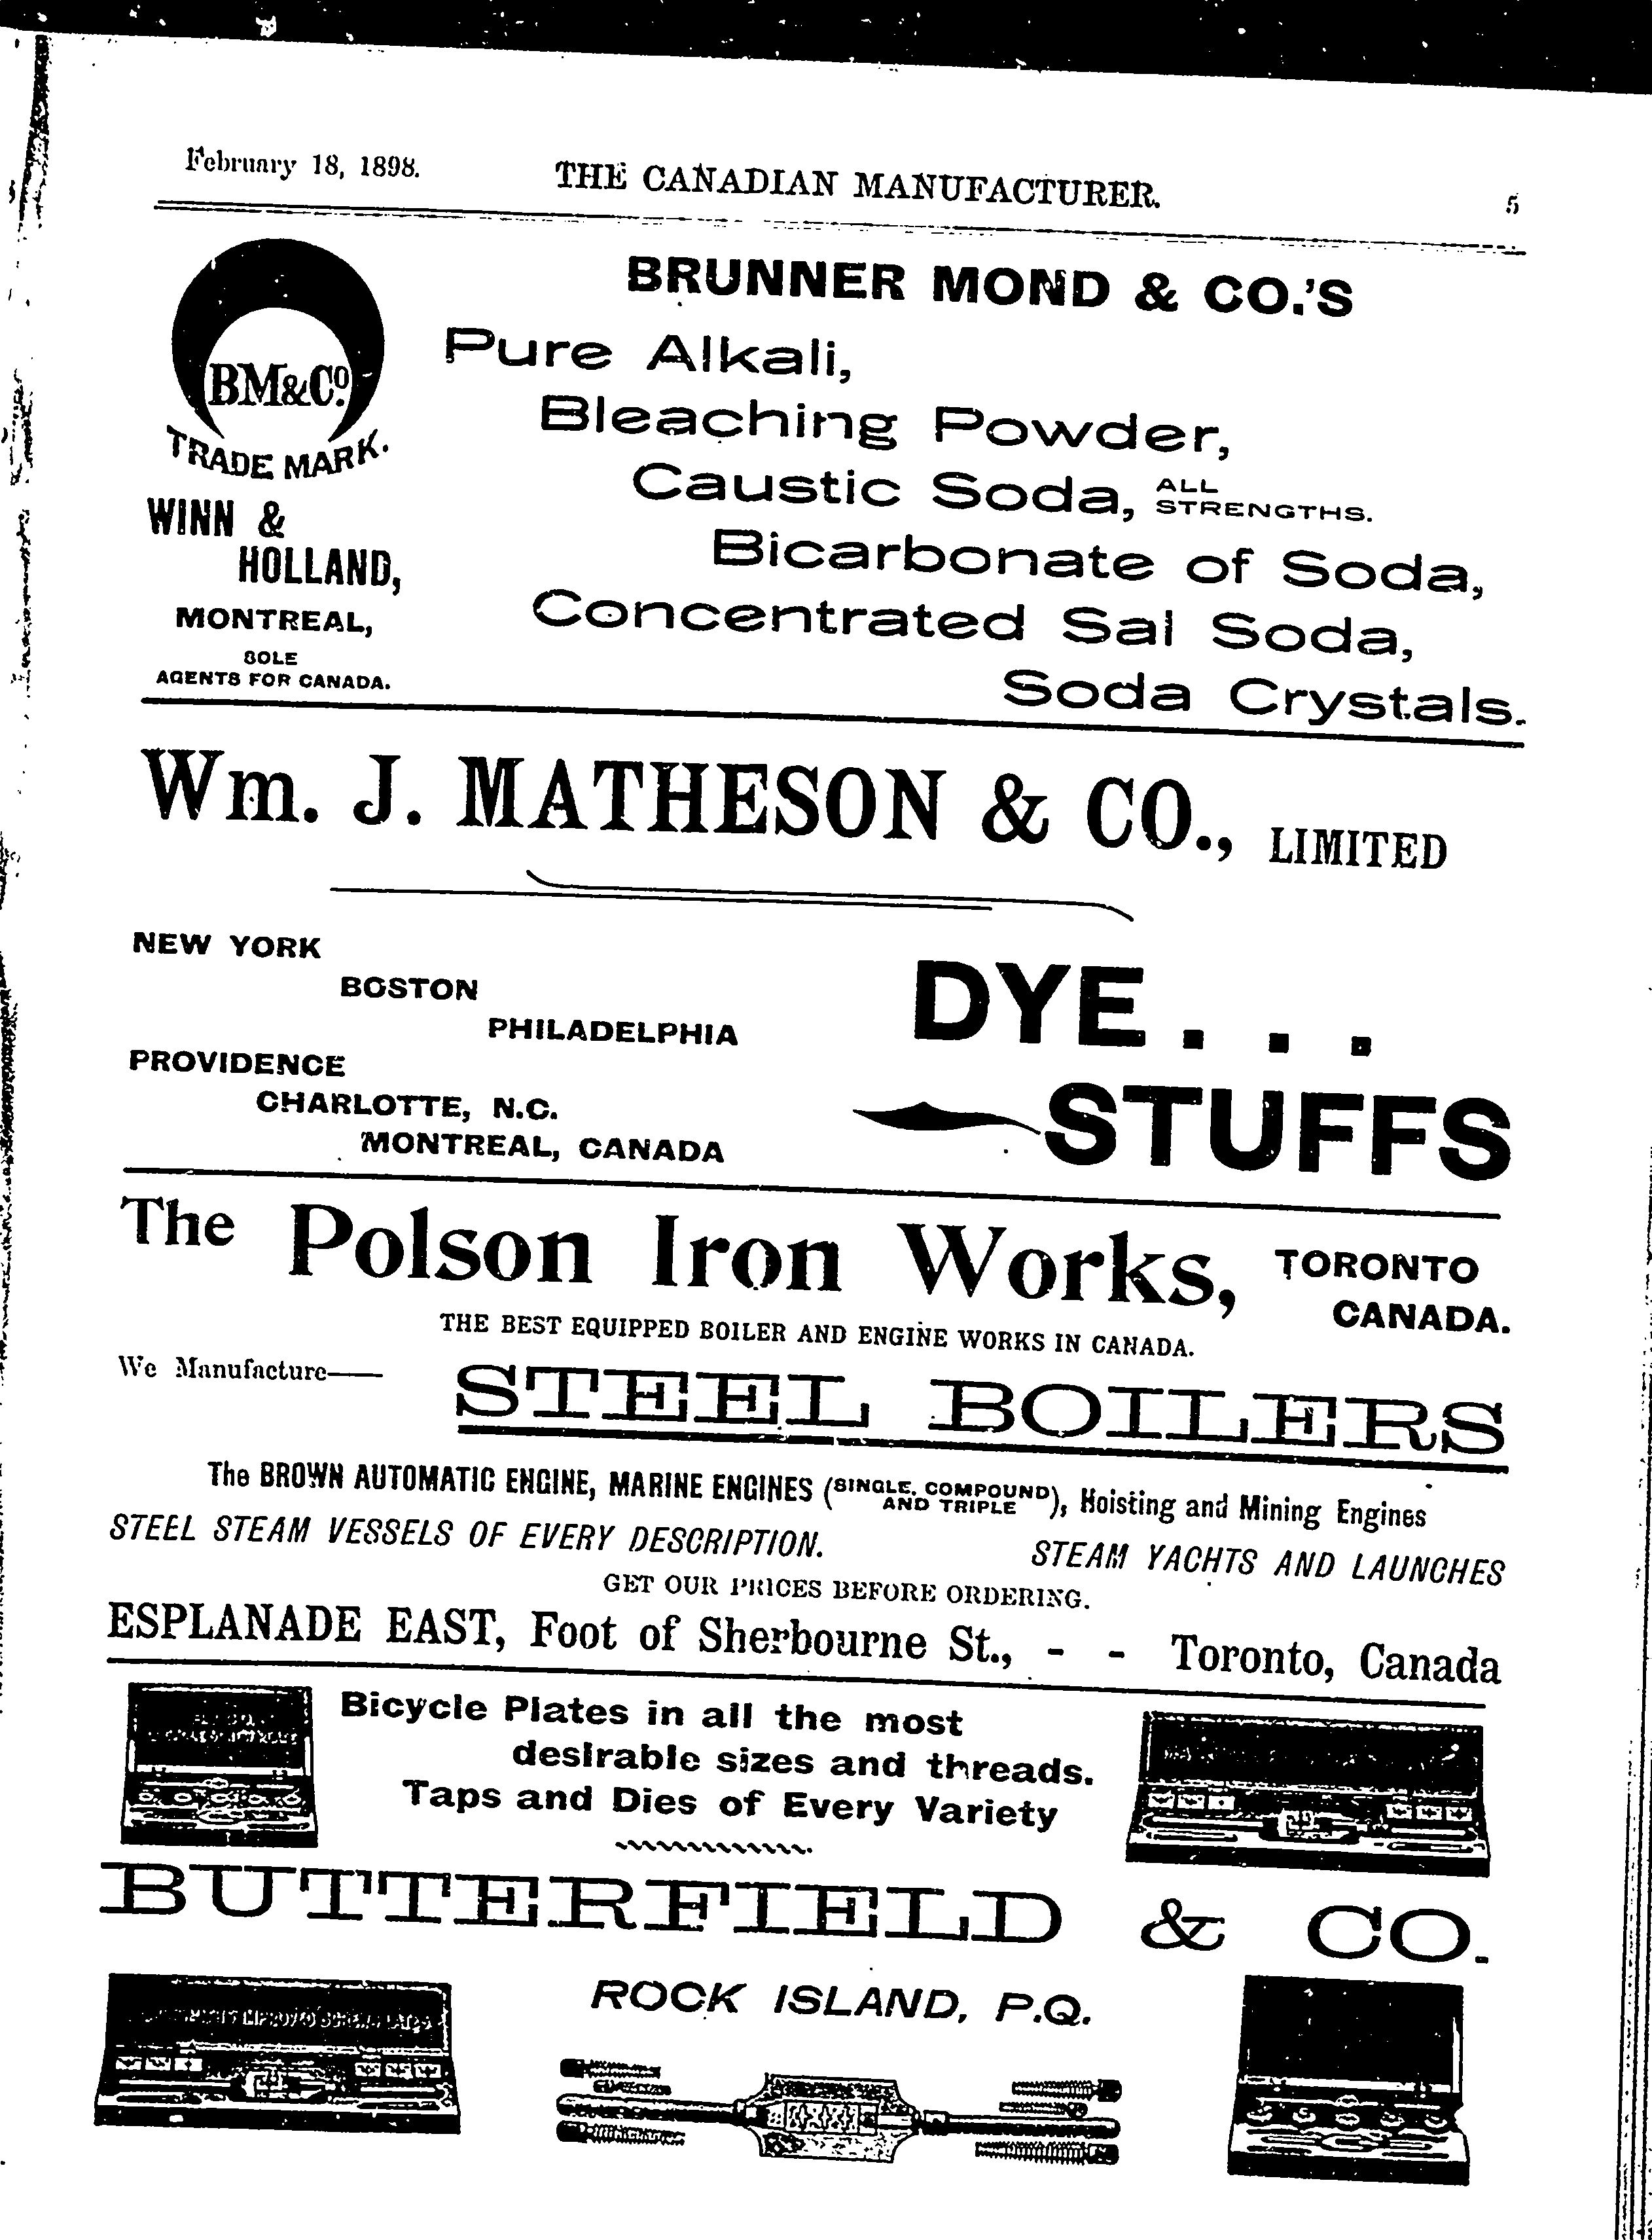 February 18, 1898. THE CANADIAN MANUFACTURER. 5
BM&Co.
TRADE MARK.
WINN &
HOLLAND,
MONTREAL,
SOLE
AGENTS FOR CANADA.
BRUNNER MOND & CO.'S
Pure Alkali,
Bleaching Powder,
Caustic Soda, ALL STRENGTHS.
Bicarbonate of Soda,
Concentrated Sal Soda,
Soda Crystals.
Wm. J. MATHESON & CO., LIMITED
NEW YORK
BOSTON
PHILADELPHIA
PROVIDENCE
CHARLOTTE, N.C.
MONTREAL, CANADA
DYE . . .
STUFFS
The Polson Iron Works, TORONTO
CANADA.
THE BEST EQUIPPED BOILER AND ENGINE WORKS IN CANADA.
We Manufacture——
STEEL BOILERS
The BROWN AUTOMATIC ENGINE, MARINE ENGINES (SINGLE, COMPOUND AND TRIPLE), Hoisting and Mining Engines
STEEL STEAM VESSELS OF EVERY DESCRIPTION. STEAM YACHTS AND LAUNCHES
GET OUR PRICES BEFORE ORDERING.
ESPLANADE EAST, Foot of Sherbourne St., - - Toronto, Canada
Bicycle Plates in all the most
desirable sizes and threads.
Taps and Dies of Every Variety
BUTTERFIELD & CO.
ROCK ISLAND, P.Q.
IMPROVED SCREW PLATES